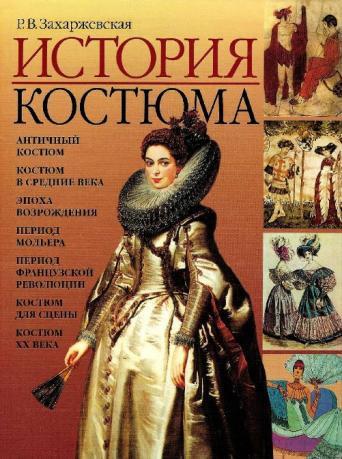 Р.В. Захаржевская
ИСТОРИЯ
КОСТЮМА
АНТИЧНЫЙ
КОСТЮМ
КОСТЮМ
В СРЕДНИЕ ВЕКА
ЭПОХА
ВОЗРОЖДЕНИЯ
ПЕРИОД
МОЛЬЕРА
ПЕРИОД
ФРАНЦУЗСКОЙ
РЕВОЛЮЦИИ
КОСТЮМ
ДЛЯ СЦЕНЫ
КОСТЮМ
XX ВЕКА